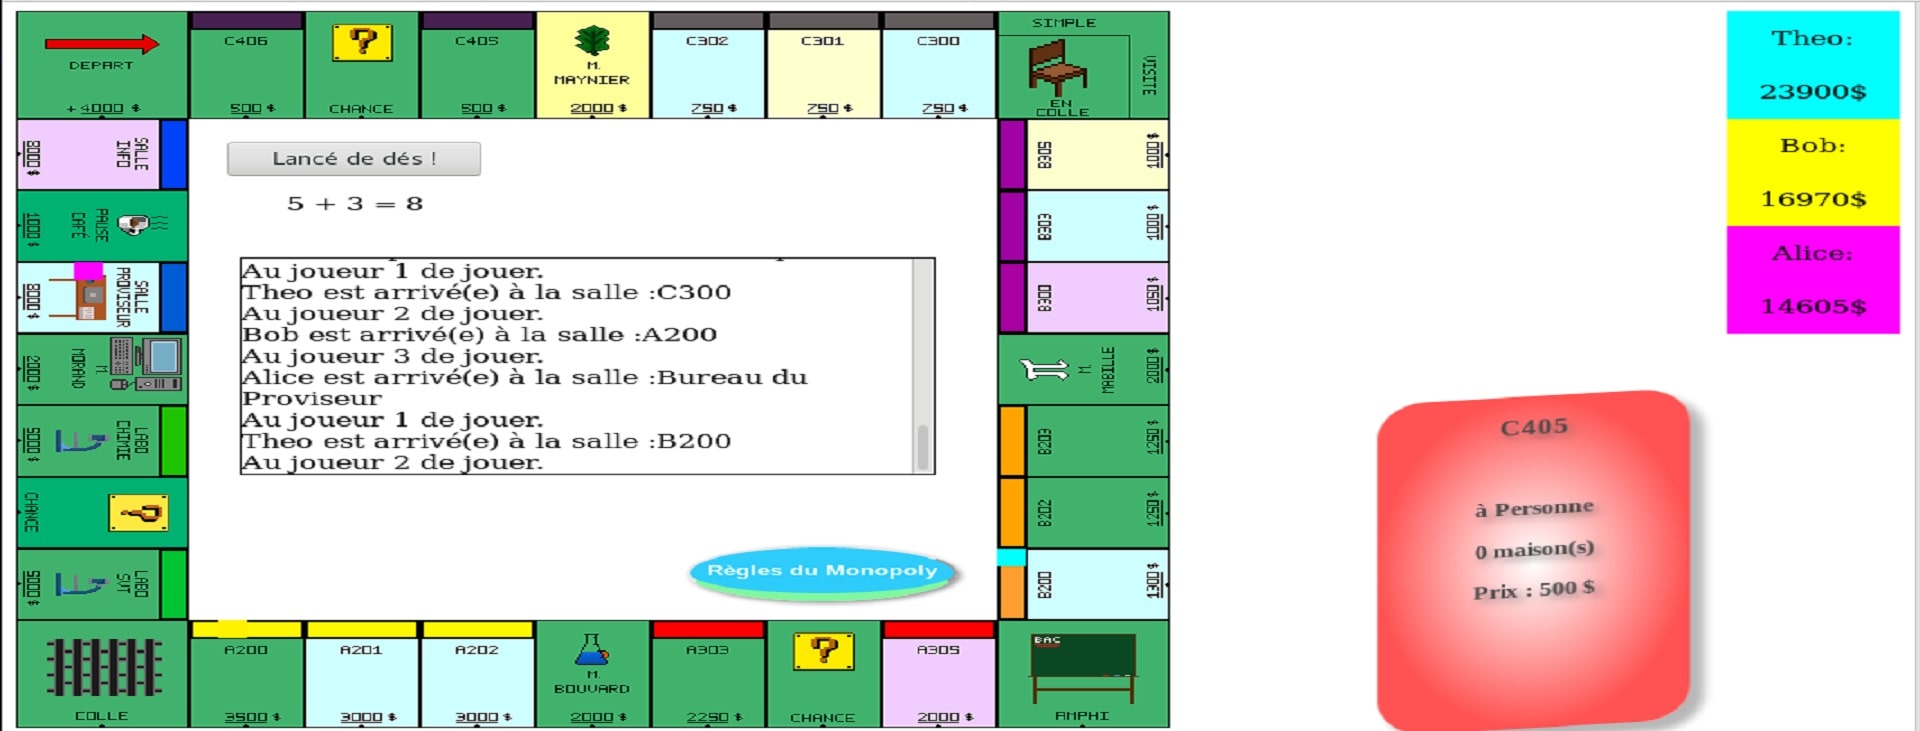 DEPART
+4000 $
C406
500 $
?
CHANCE
C405
500 $
M.
MAYNIER
2000 $
C302
750 $
C301
750 $
C300
750 $
SIMPLE
VISITE
EN
COLLE
SALLE
INFO
8000 $
PAUSE
CAFÉ
100 $
SALLE
PROVISEUR
8000 $
M.
MORAND
2000 $
LABO
CHIMIE
5000 $
?
CHANCE
LABO
SVT
5000 $
COLLE
Lancé de dés !
5 + 3 = 8
Au joueur 1 de jouer.
Theo est arrivé(e) à la salle :C300
Au joueur 2 de jouer.
Bob est arrivé(e) à la salle :A200
Au joueur 3 de jouer.
Alice est arrivé(e) à la salle :Bureau du
Proviseur
Au joueur 1 de jouer.
Theo est arrivé(e) à la salle :B200
Au joueur 2 de jouer.
Règles du Monopoly
B305
1000 $
B303
1000 $
B300
1050 $
M.
MABILLE
2000 $
B203
1250 $
B202
1250 $
B200
1300 $
A200
3500 $
A201
3000 $
A202
3000 $
M.
BOUVARD
2000 $
A303
2250 $
?
CHANCE
A305
2000 $
BAC
AMPHI
Theo:
23900$
Bob:
16970$
Alice:
14605$
C405
à Personne
0 maison(s)
Prix : 500 $